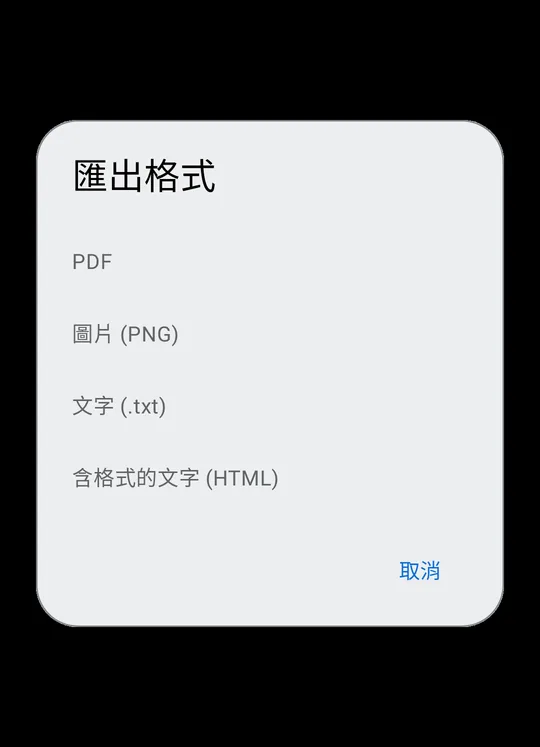 匯出格式
PDF
圖片 (PNG)
文字 (.txt)
含格式的文字 (HTML)
取消